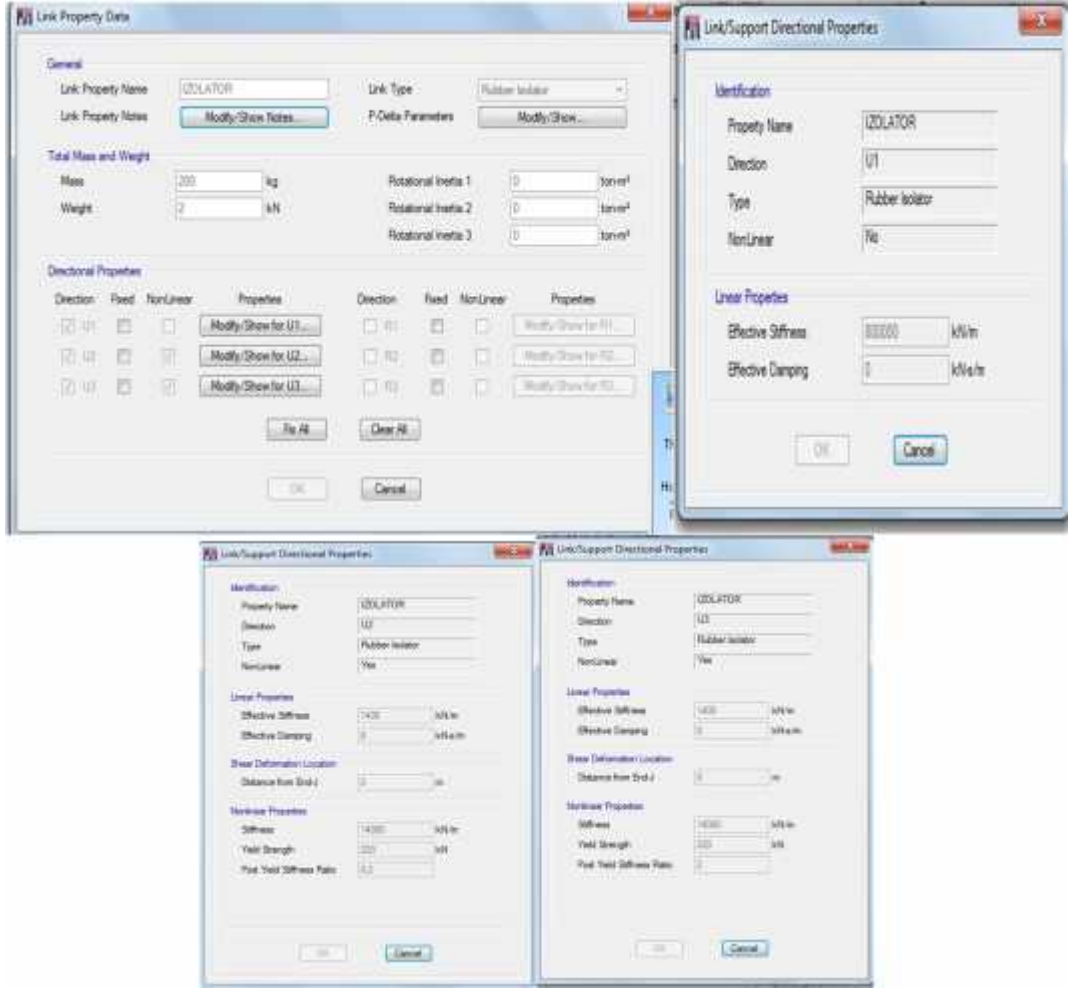 Link Property Data
General
Link Property Name IZOLATOR Link Type Rubber Isolator
Link Property Notes Modify/Show Notes... P-Delta Parameters Modify/Show...
Total Mass and Weight
Mass 200 kg Rotational Inertia 1 0 ton-m²
Weight 2 kN Rotational Inertia 2 0 ton-m²
Rotational Inertia 3 0 ton-m²
Directional Properties
Direction Fixed NonLinear Properties Direction Fixed NonLinear Properties
U1 Modify/Show for U1... R1 Modify/Show for R1...
U2 Modify/Show for U2... R2 Modify/Show for R2...
U3 Modify/Show for U3... R3 Modify/Show for R3...
Fix All Clear All
OK Cancel
Link/Support Directional Properties
Identification
Property Name IZOLATOR
Direction U1
Type Rubber Isolator
NonLinear No
Linear Properties
Effective Stiffness kN/m
Effective Damping 0 kN-s/m
OK Cancel
Link/Support Directional Properties
Identification
Property Name IZOLATOR
Direction U2
Type Rubber Isolator
NonLinear Yes
Linear Properties
Effective Stiffness kN/m
Effective Damping 0 kN-s/m
Shear Deformation Location
Distance from End-J 0 m
Nonlinear Properties
Stiffness kN/m
Yield Strength kN
Post Yield Stiffness Ratio
OK Cancel
Link/Support Directional Properties
Identification
Property Name IZOLATOR
Direction U3
Type Rubber Isolator
NonLinear Yes
Linear Properties
Effective Stiffness kN/m
Effective Damping kN-s/m
Shear Deformation Location
Distance from End-J 0 m
Nonlinear Properties
Stiffness kN/m
Yield Strength kN
Post Yield Stiffness Ratio
OK Cancel